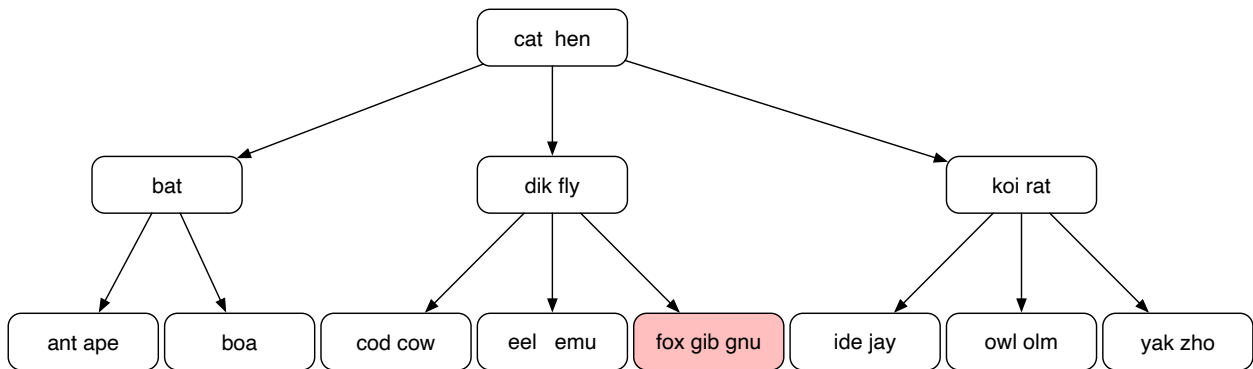 cat hen
bat
dik fly
koi rat
ant ape
boa
cod cow
eel emu
fox gib gnu
ide jay
owl olm
yak zho